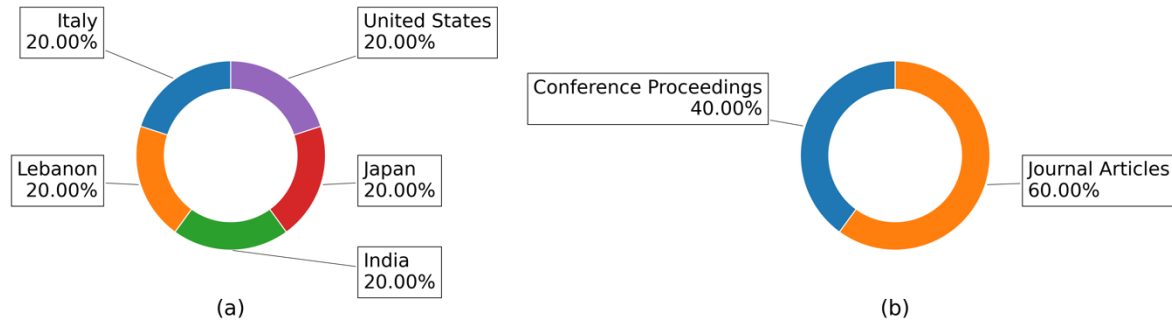 Italy
20.00%
United States
20.00%
Lebanon
20.00%
Japan
20.00%
India
20.00%
(a)
Conference Proceedings
40.00%
Journal Articles
60.00%
(b)